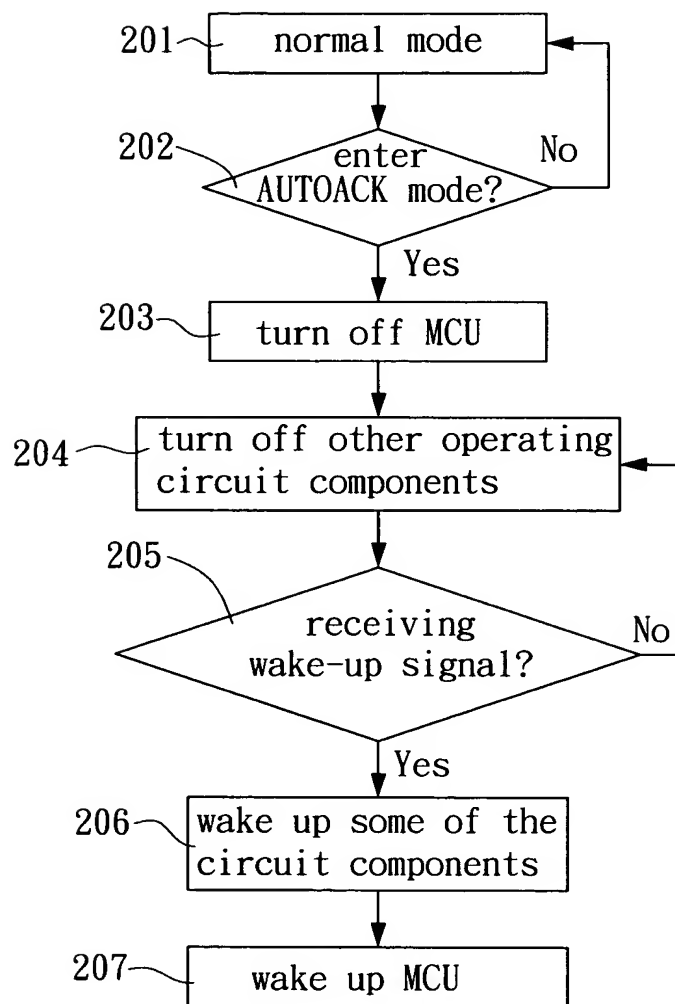 201
normal mode
202
enter
AUTOACK mode?
No
Yes
203
turn off MCU
204
turn off other operating
circuit components
205
receiving
wake-up signal?
No
Yes
206
wake up some of the
circuit components
207
wake up MCU